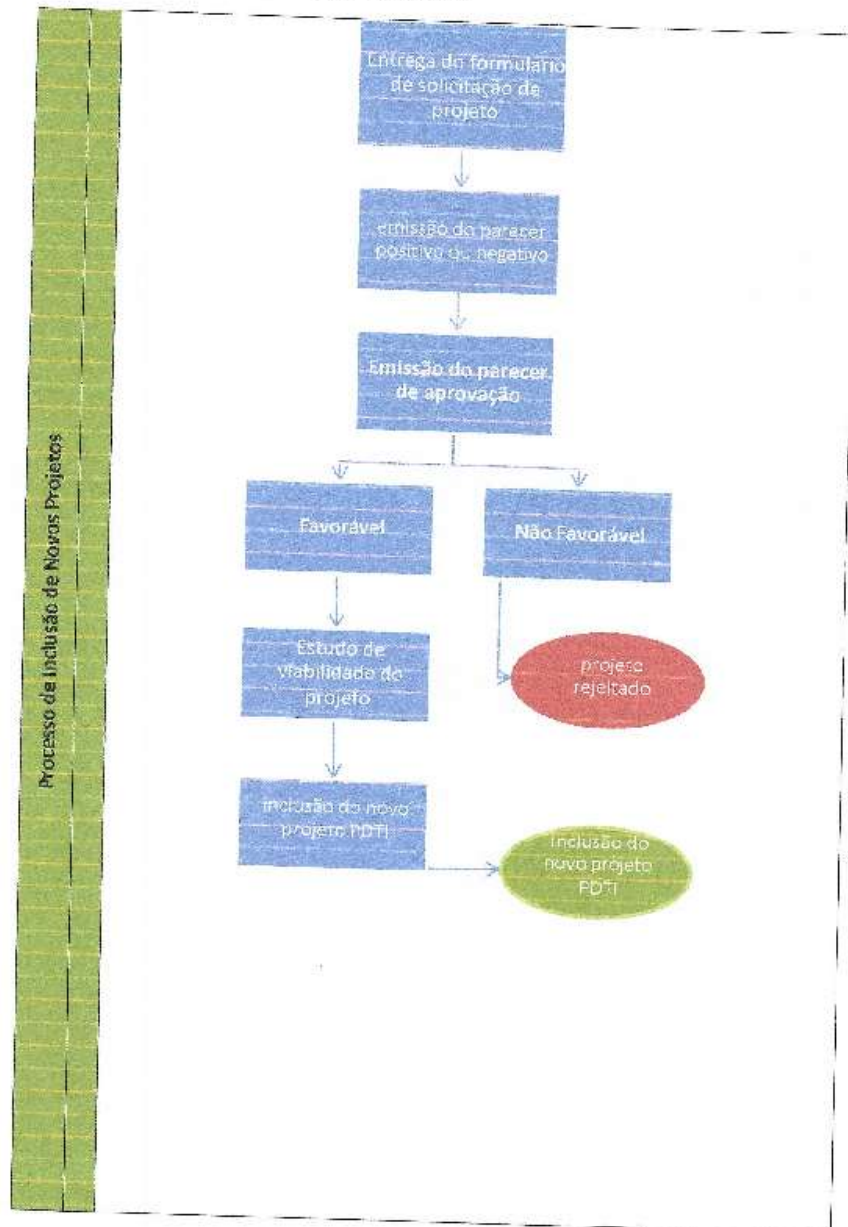 Processo de Inclusão de Novos Projetos
Entrega do formulário
de solicitação de
projeto
emissão do parecer
positivo ou negativo
Emissão do parecer
de aprovação
Favorável
Não Favorável
Estudo de
viabilidade do
projeto
projeto
rejeitado
inclusão do novo
projeto PDTI
Inclusão do
novo projeto
PDTI